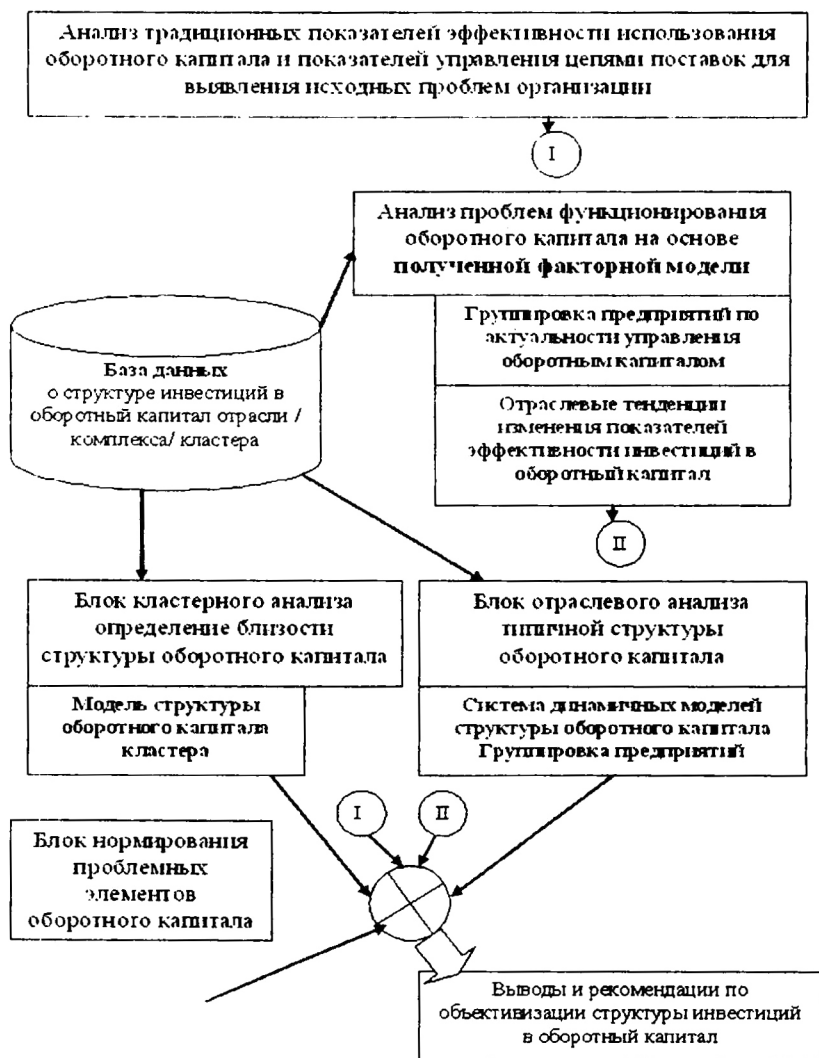 Анализ традиционных показателей эффективности использования
оборотного капитала и показателей управления цепями поставок для
выявления исходных проблем организации
I
Анализ проблем функционирования
оборотного капитала на основе
полученной факторной модели
Группировка предприятий по
актуальности управления
оборотным капиталом
Отраслевые тенденции
изменения показателей
эффективности инвестиций в
оборотный капитал
II
База данных
о структуре инвестиций в
оборотный капитал отрасли /
комплекса/ кластера
Блок кластерного анализа
определение близости
структуры оборотного капитала
Модель структуры
оборотного капитала
кластера
Блок отраслевого анализа
типичной структуры
оборотного капитала
Система динамичных моделей
структуры оборотного капитала
Группировка предприятий
I
II
Блок нормирования
проблемных
элементов
оборотного капитала
Выводы и рекомендации по
объективизации структуры инвестиций
в оборотный капитал